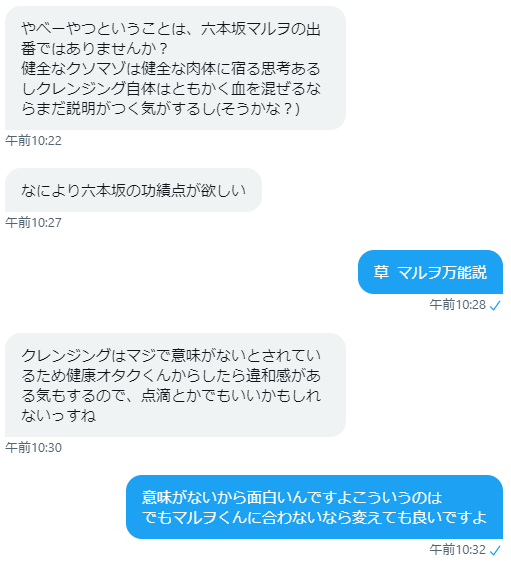 やべーやつということは、六本坂マルヲの出
番ではありませんか？
健全なクソマゾは健全な肉体に宿る思考ある
しクレンジング自体はともかく血を混ぜるな
らまだ説明がつく気がするし(そうかな？)
午前10:22
なにより六本坂の功績点が欲しい
午前10:27
草 マルヲ万能説
午前10:28
クレンジングはマジで意味がないとされてい
るため健康オタクくんからしたら違和感があ
る気もするので、点滴とかでもいいかもしれ
ないっすね
午前10:30
意味がないから面白いんですよこういうのは
でもマルヲくんに合わないなら変えても良いですよ
午前10:32